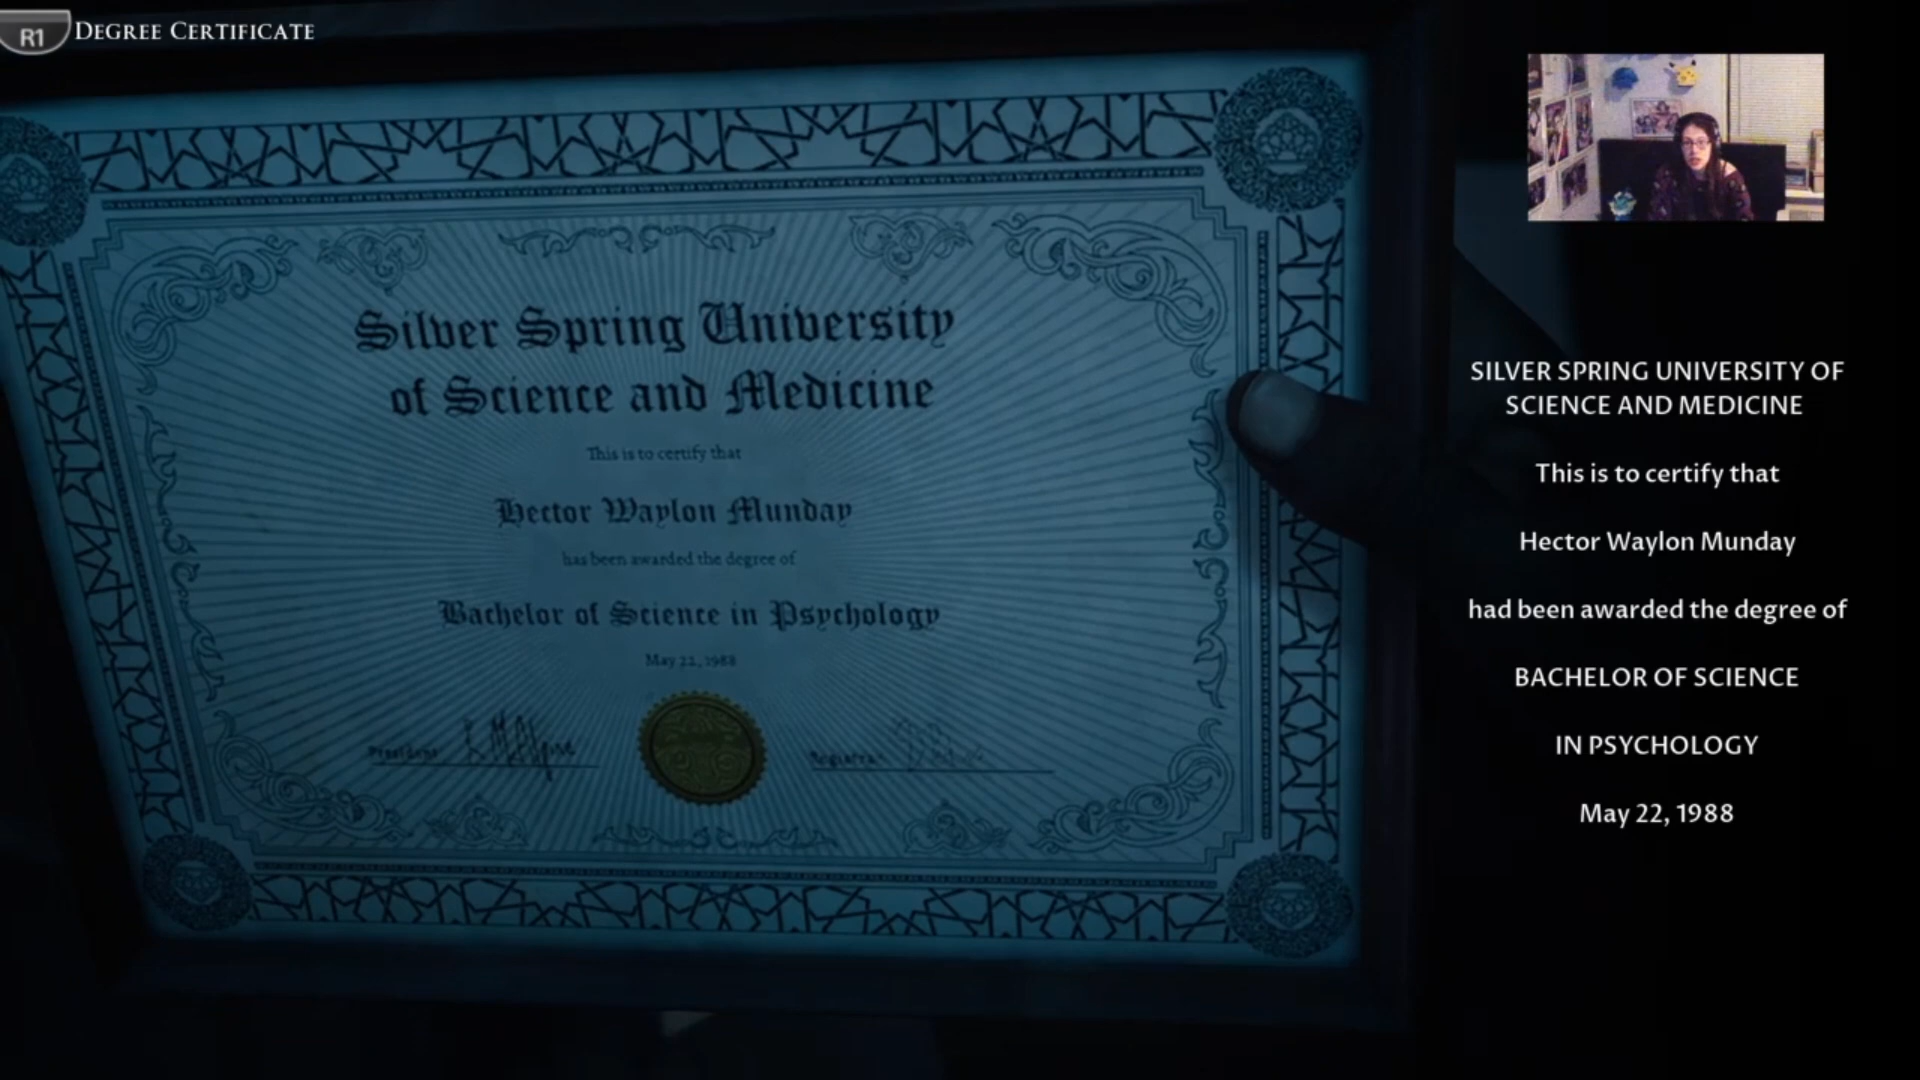 R1 DEGREE CERTIFICATE
Silver Spring University
of Science and Medicine
This is to certify that
Hector Waylon Munday
has been awarded the degree of
Bachelor of Science in Psychology
May 22, 1988
President
Registrar
SILVER SPRING UNIVERSITY OF
SCIENCE AND MEDICINE
This is to certify that
Hector Waylon Munday
had been awarded the degree of
BACHELOR OF SCIENCE
IN PSYCHOLOGY
May 22, 1988